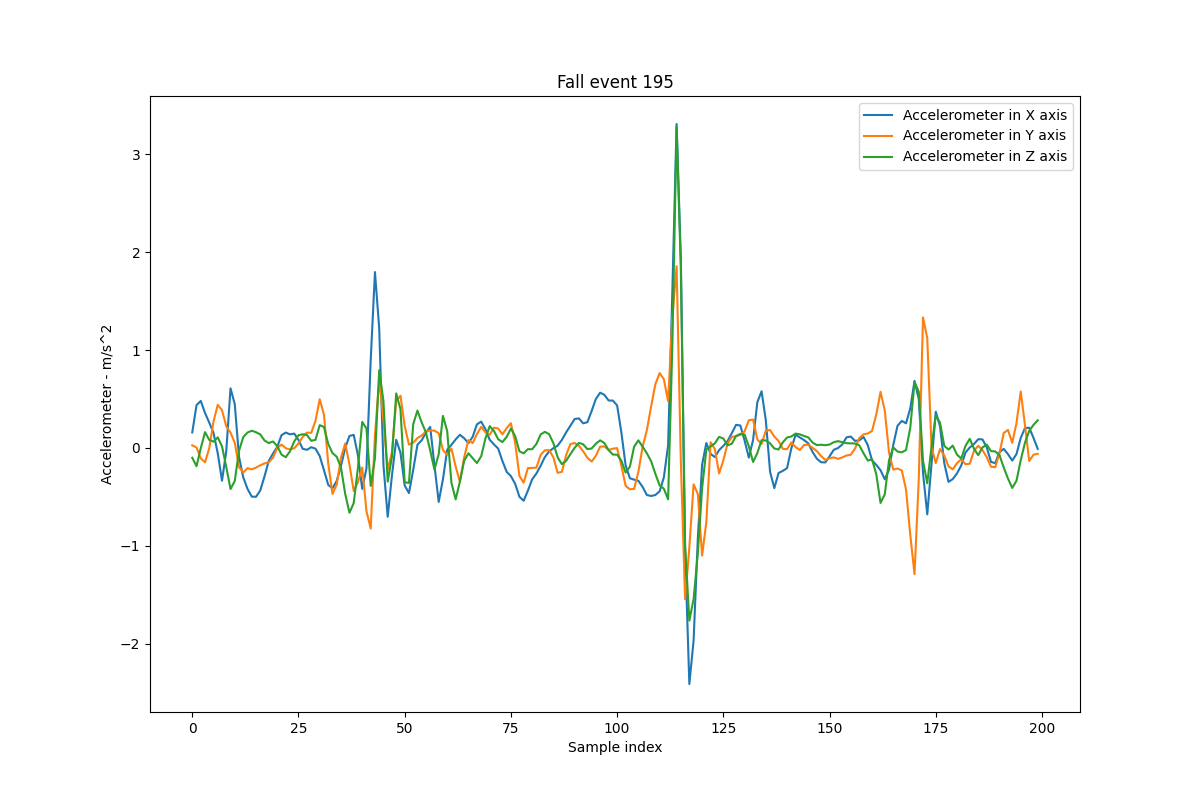 Fall event 195
Accelerometer in X axis
Accelerometer in Y axis
Accelerometer in Z axis
Accelerometer - m/s^2
3
2
1
0
−1
−2
0
25
50
75
100
125
150
175
200
Sample index